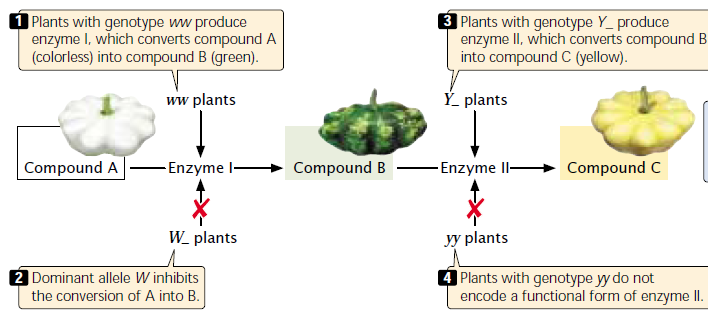 1 Plants with genotype ww produce
enzyme I, which converts compound A
(colorless) into compound B (green).
3 Plants with genotype Y_ produce
enzyme II, which converts compound B
into compound C (yellow).
ww plants
Y_ plants
Compound A
Enzyme I
Compound B
Enzyme II
Compound C
W_ plants
yy plants
2 Dominant allele W inhibits
the conversion of A into B.
4 Plants with genotype yy do not
encode a functional form of enzyme II.